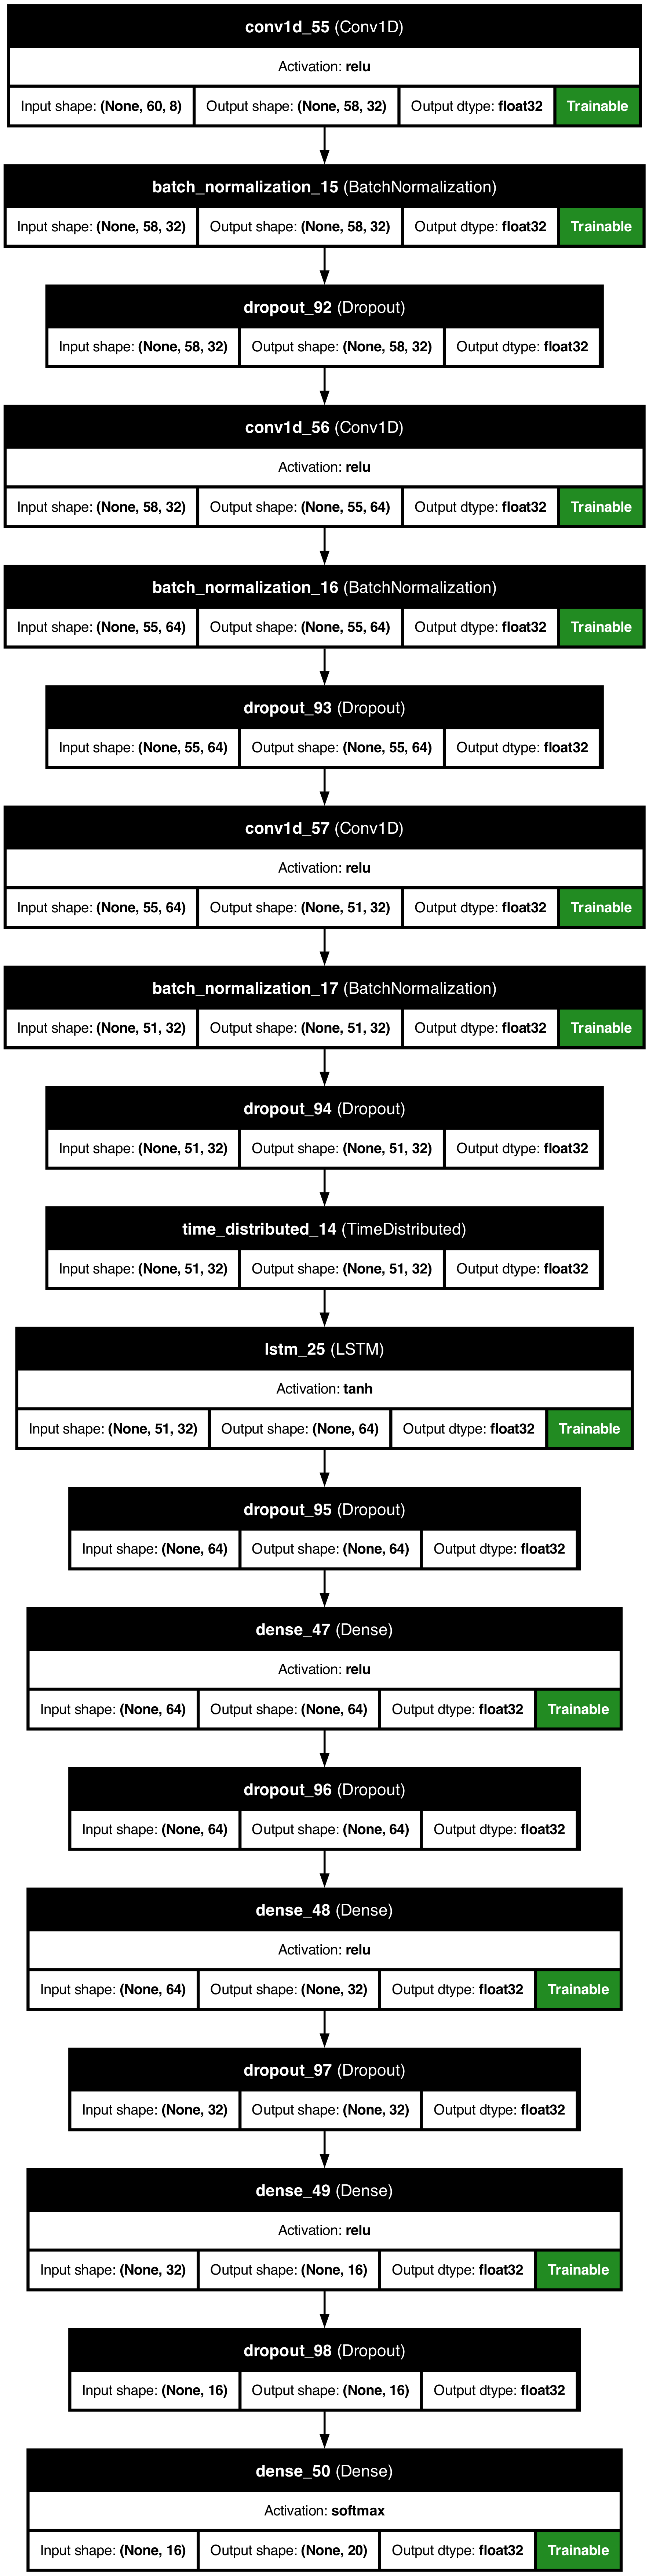 conv1d_55 (Conv1D)
Activation: relu
Input shape: (None, 60, 8) Output shape: (None, 58, 32) Output dtype: float32 Trainable
batch_normalization_15 (BatchNormalization)
Input shape: (None, 58, 32) Output shape: (None, 58, 32) Output dtype: float32 Trainable
dropout_92 (Dropout)
Input shape: (None, 58, 32) Output shape: (None, 58, 32) Output dtype: float32
conv1d_56 (Conv1D)
Activation: relu
Input shape: (None, 58, 32) Output shape: (None, 55, 64) Output dtype: float32 Trainable
batch_normalization_16 (BatchNormalization)
Input shape: (None, 55, 64) Output shape: (None, 55, 64) Output dtype: float32 Trainable
dropout_93 (Dropout)
Input shape: (None, 55, 64) Output shape: (None, 55, 64) Output dtype: float32
conv1d_57 (Conv1D)
Activation: relu
Input shape: (None, 55, 64) Output shape: (None, 51, 32) Output dtype: float32 Trainable
batch_normalization_17 (BatchNormalization)
Input shape: (None, 51, 32) Output shape: (None, 51, 32) Output dtype: float32 Trainable
dropout_94 (Dropout)
Input shape: (None, 51, 32) Output shape: (None, 51, 32) Output dtype: float32
time_distributed_14 (TimeDistributed)
Input shape: (None, 51, 32) Output shape: (None, 51, 32) Output dtype: float32
lstm_25 (LSTM)
Activation: tanh
Input shape: (None, 51, 32) Output shape: (None, 64) Output dtype: float32 Trainable
dropout_95 (Dropout)
Input shape: (None, 64) Output shape: (None, 64) Output dtype: float32
dense_47 (Dense)
Activation: relu
Input shape: (None, 64) Output shape: (None, 64) Output dtype: float32 Trainable
dropout_96 (Dropout)
Input shape: (None, 64) Output shape: (None, 64) Output dtype: float32
dense_48 (Dense)
Activation: relu
Input shape: (None, 64) Output shape: (None, 32) Output dtype: float32 Trainable
dropout_97 (Dropout)
Input shape: (None, 32) Output shape: (None, 32) Output dtype: float32
dense_49 (Dense)
Activation: relu
Input shape: (None, 32) Output shape: (None, 16) Output dtype: float32 Trainable
dropout_98 (Dropout)
Input shape: (None, 16) Output shape: (None, 16) Output dtype: float32
dense_50 (Dense)
Activation: softmax
Input shape: (None, 16) Output shape: (None, 20) Output dtype: float32 Trainable